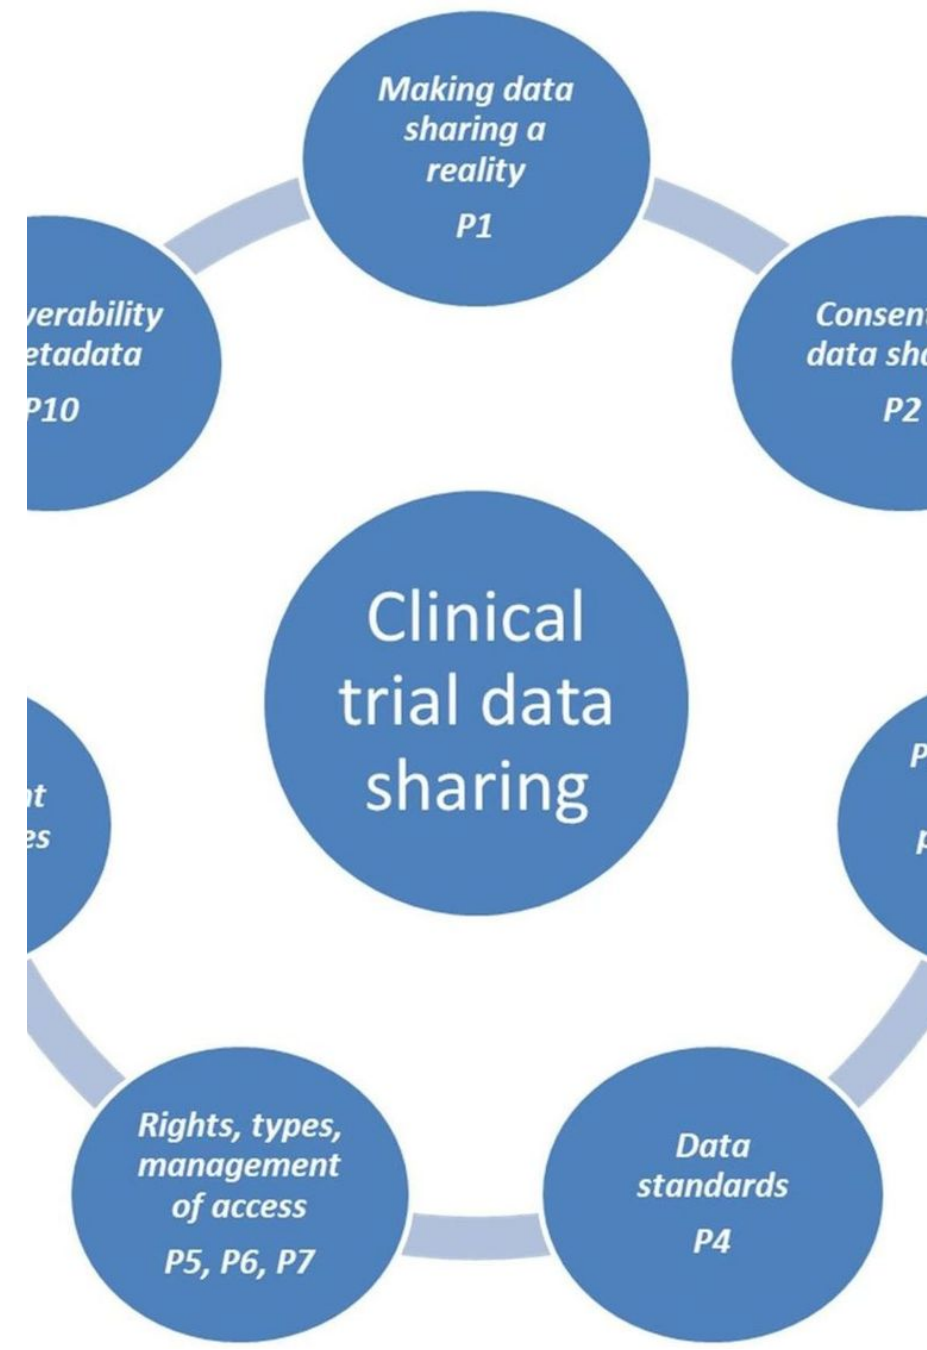 Making data
sharing a
reality
P1
data
P2
P10
Clinical
trial data
sharing
Rights, types,
management
of access
P5, P6, P7
Data
standards
P4